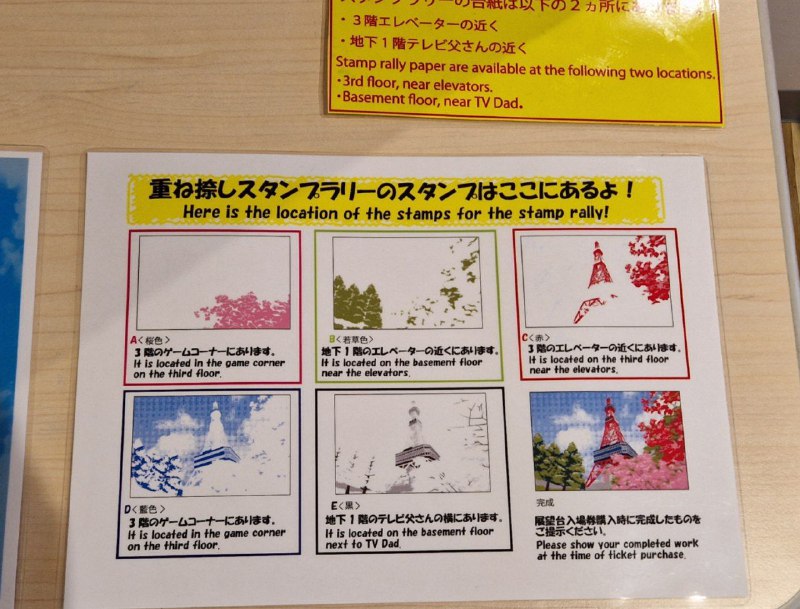 スタンプラリーの台紙は以下の2ヵ所に
・3階エレベーターの近く
・地下1階テレビ父さんの近く
Stamp rally paper are available at the following two locations.
・3rd floor, near elevators.
・Basement floor, near TV Dad.
重ね捺しスタンプラリーのスタンプはここにあるよ！
Here is the location of the stamps for the stamp rally!
A＜桜色＞
3階のゲームコーナーにあります。
It is located in the game corner
on the third floor.
B＜若草色＞
地下1階のエレベーターの近くにあります。
It is located on the basement floor
near the elevators.
C＜赤＞
3階のエレベーターの近くにあります。
It is located on the third floor
near the elevators.
D＜藍色＞
3階のゲームコーナーにあります。
It is located in the game corner
on the third floor.
E＜黒＞
地下1階のテレビ父さんの横にあります。
It is located on the basement floor
next to TV Dad.
完成
展望台入場券購入時に完成したものを
ご提示ください。
Please show your completed work
at the time of ticket purchase.